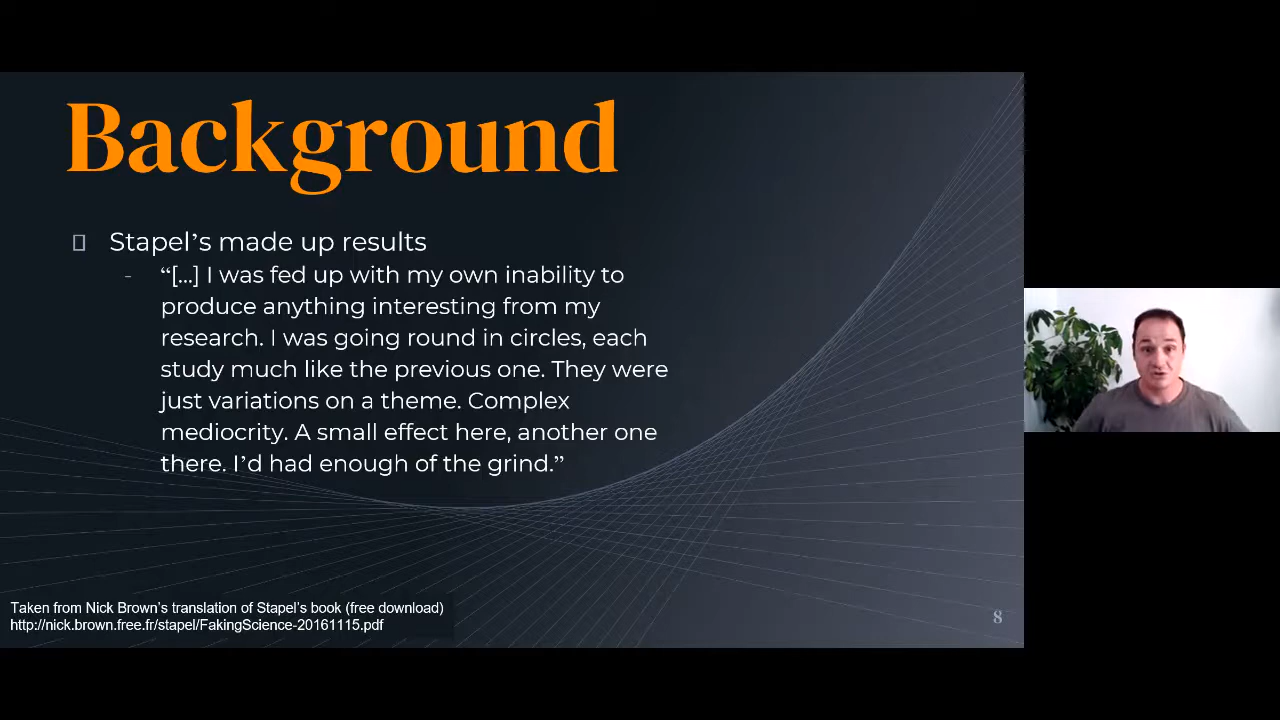 Background
Stapel’s made up results
- “[...] I was fed up with my own inability to
produce anything interesting from my
research. I was going round in circles, each
study much like the previous one. They were
just variations on a theme. Complex
mediocrity. A small effect here, another one
there. I’d had enough of the grind.”
Taken from Nick Brown’s translation of Stapel’s book (free download)
http://nick.brown.free.fr/stapel/FakingScience-20161115.pdf
8